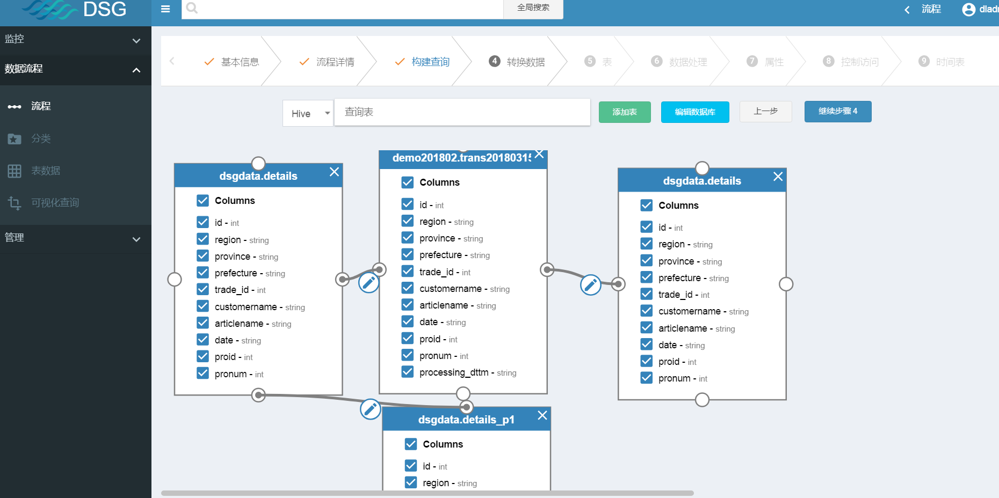 DSG
全局搜索
流程
监控
数据流程
流程
分类
表数据
可视化查询
管理
基本信息
流程详情
构建查询
4 转换数据
5 表
6 数据处理
7 属性
8 控制访问
9 时间表
Hive
查询表
添加表
编辑数据库
上一步
继续步骤 4
dsgdata.details
Columns
id - int
region - string
province - string
prefecture - string
trade_id - int
customername - string
articlename - string
date - string
proid - int
pronum - int
demo201802.trans20180315
Columns
id - int
region - string
province - string
prefecture - string
trade_id - int
customername - string
articlename - string
date - string
proid - int
pronum - int
processing_dttm - string
dsgdata.details
Columns
id - int
region - string
province - string
prefecture - string
trade_id - int
customername - string
articlename - string
date - string
proid - int
pronum - int
dsgdata.details_p1
Columns
id - int
region - string